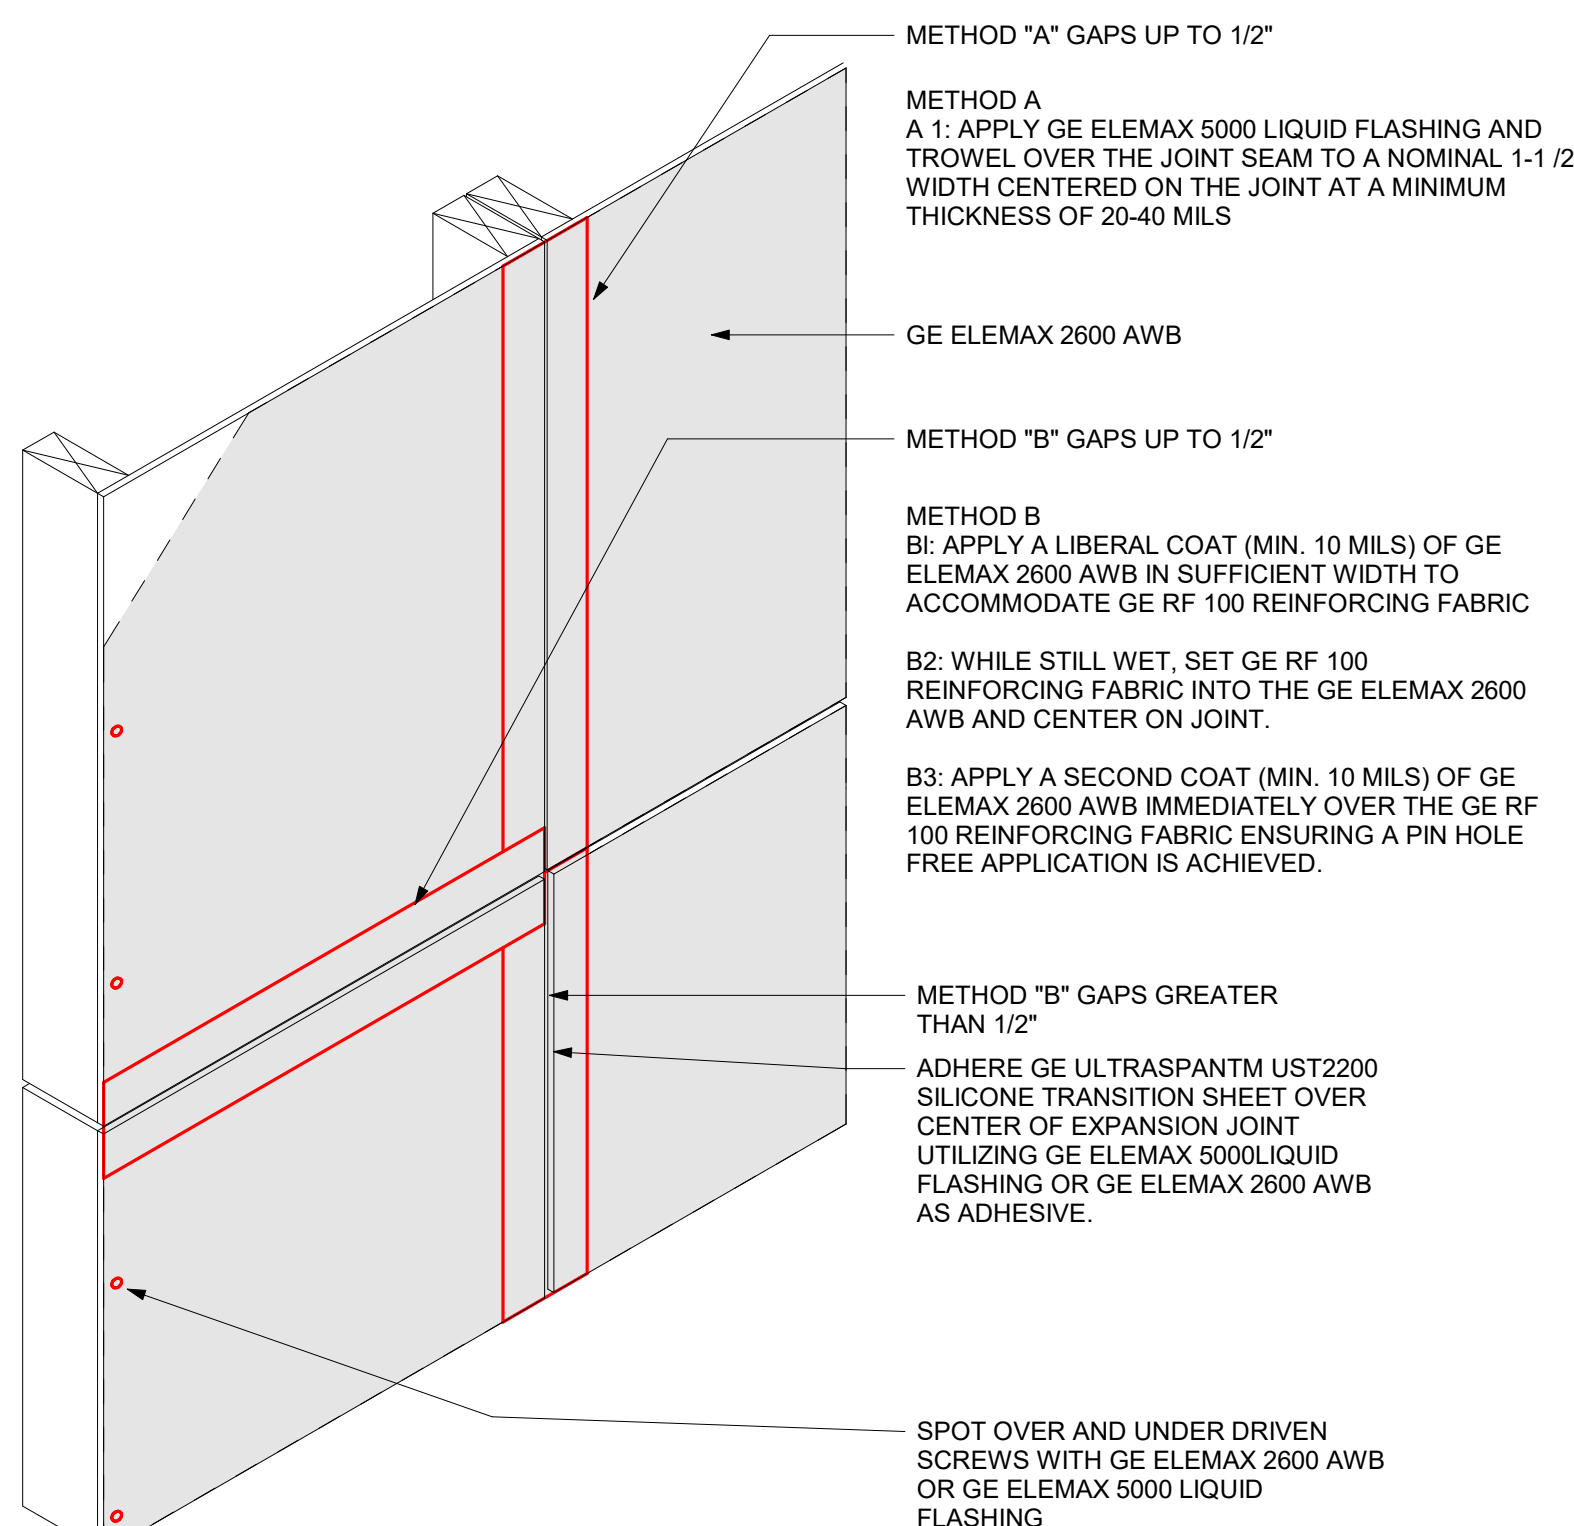 METHOD "A" GAPS UP TO 1/2"
METHOD A
A 1: APPLY GE ELEMAX 5000 LIQUID FLASHING AND
TROWEL OVER THE JOINT SEAM TO A NOMINAL 1-1 /2
WIDTH CENTERED ON THE JOINT AT A MINIMUM
THICKNESS OF 20-40 MILS
GE ELEMAX 2600 AWB
METHOD "B" GAPS UP TO 1/2"
METHOD B
BI: APPLY A LIBERAL COAT (MIN. 10 MILS) OF GE
ELEMAX 2600 AWB IN SUFFICIENT WIDTH TO
ACCOMMODATE GE RF 100 REINFORCING FABRIC
B2: WHILE STILL WET, SET GE RF 100
REINFORCING FABRIC INTO THE GE ELEMAX 2600
AWB AND CENTER ON JOINT.
B3: APPLY A SECOND COAT (MIN. 10 MILS) OF GE
ELEMAX 2600 AWB IMMEDIATELY OVER THE GE RF
100 REINFORCING FABRIC ENSURING A PIN HOLE
FREE APPLICATION IS ACHIEVED.
METHOD "B" GAPS GREATER
THAN 1/2"
ADHERE GE ULTRASPANTM UST2200
SILICONE TRANSITION SHEET OVER
CENTER OF EXPANSION JOINT
UTILIZING GE ELEMAX 5000LIQUID
FLASHING OR GE ELEMAX 2600 AWB
AS ADHESIVE.
SPOT OVER AND UNDER DRIVEN
SCREWS WITH GE ELEMAX 2600 AWB
OR GE ELEMAX 5000 LIQUID
FLASHING